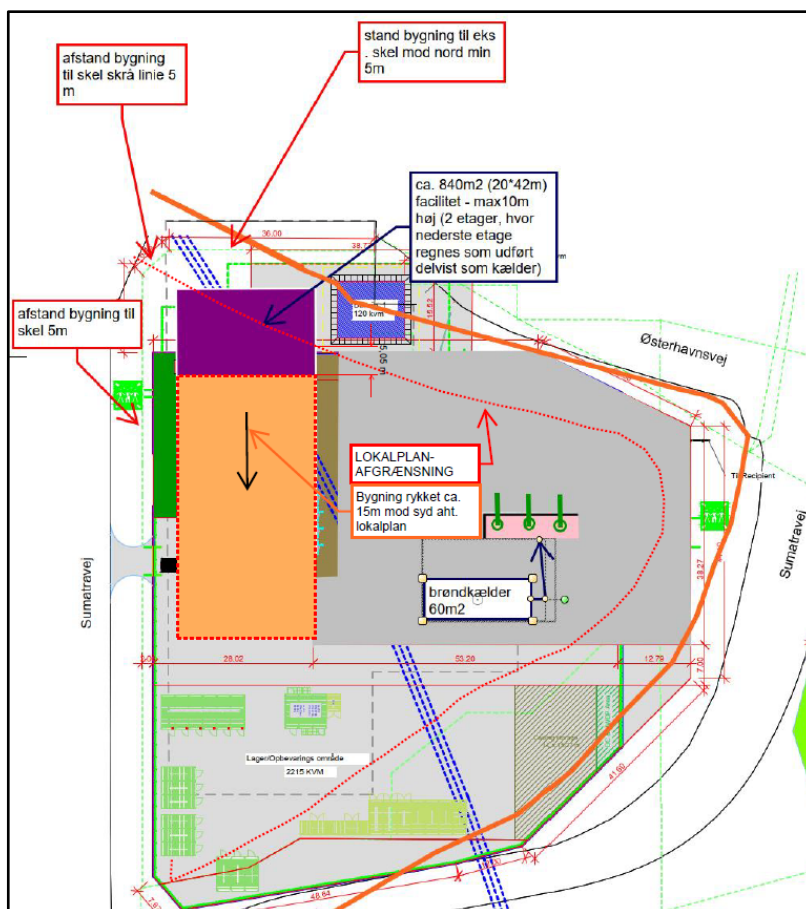 stand bygning til eks
. skel mod nord min
5m
afstand bygning
til skel skrå linie 5
m
ca. 840m2 (20*42m)
facilitet - max10m
høj (2 etager, hvor
nederste etage
regnes som udført
delvist som kælder)
36.00
120 kvm
afstand bygning til
skel 5m
Østerhavnsvej
LOKALPLAN-
AFGRÆNSNING
Bygning rykket ca.
15m mod syd aht.
lokalplan
Sumatravej
Sumatravej
brøndkælder
60m2
28.02
53.20
12.79
7.00
Lager/Opbevarings område
2215 KVM
48.64